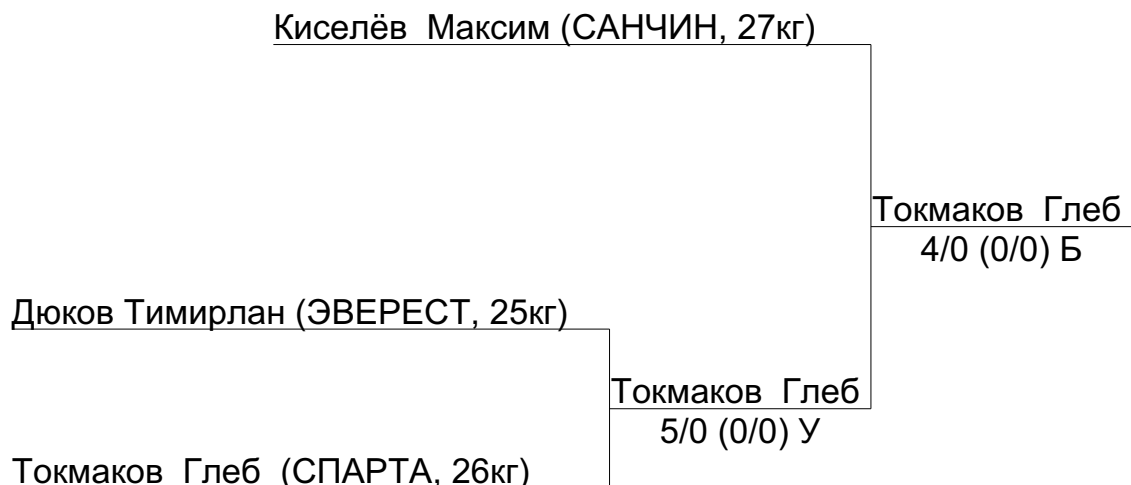 Киселёв  Максим (САНЧИН, 27кг)
Токмаков  Глеб
4/0 (0/0) Б
Дюков Тимирлан (ЭВЕРЕСТ, 25кг)
Токмаков  Глеб
5/0 (0/0) У
Токмаков  Глеб  (СПАРТА, 26кг)